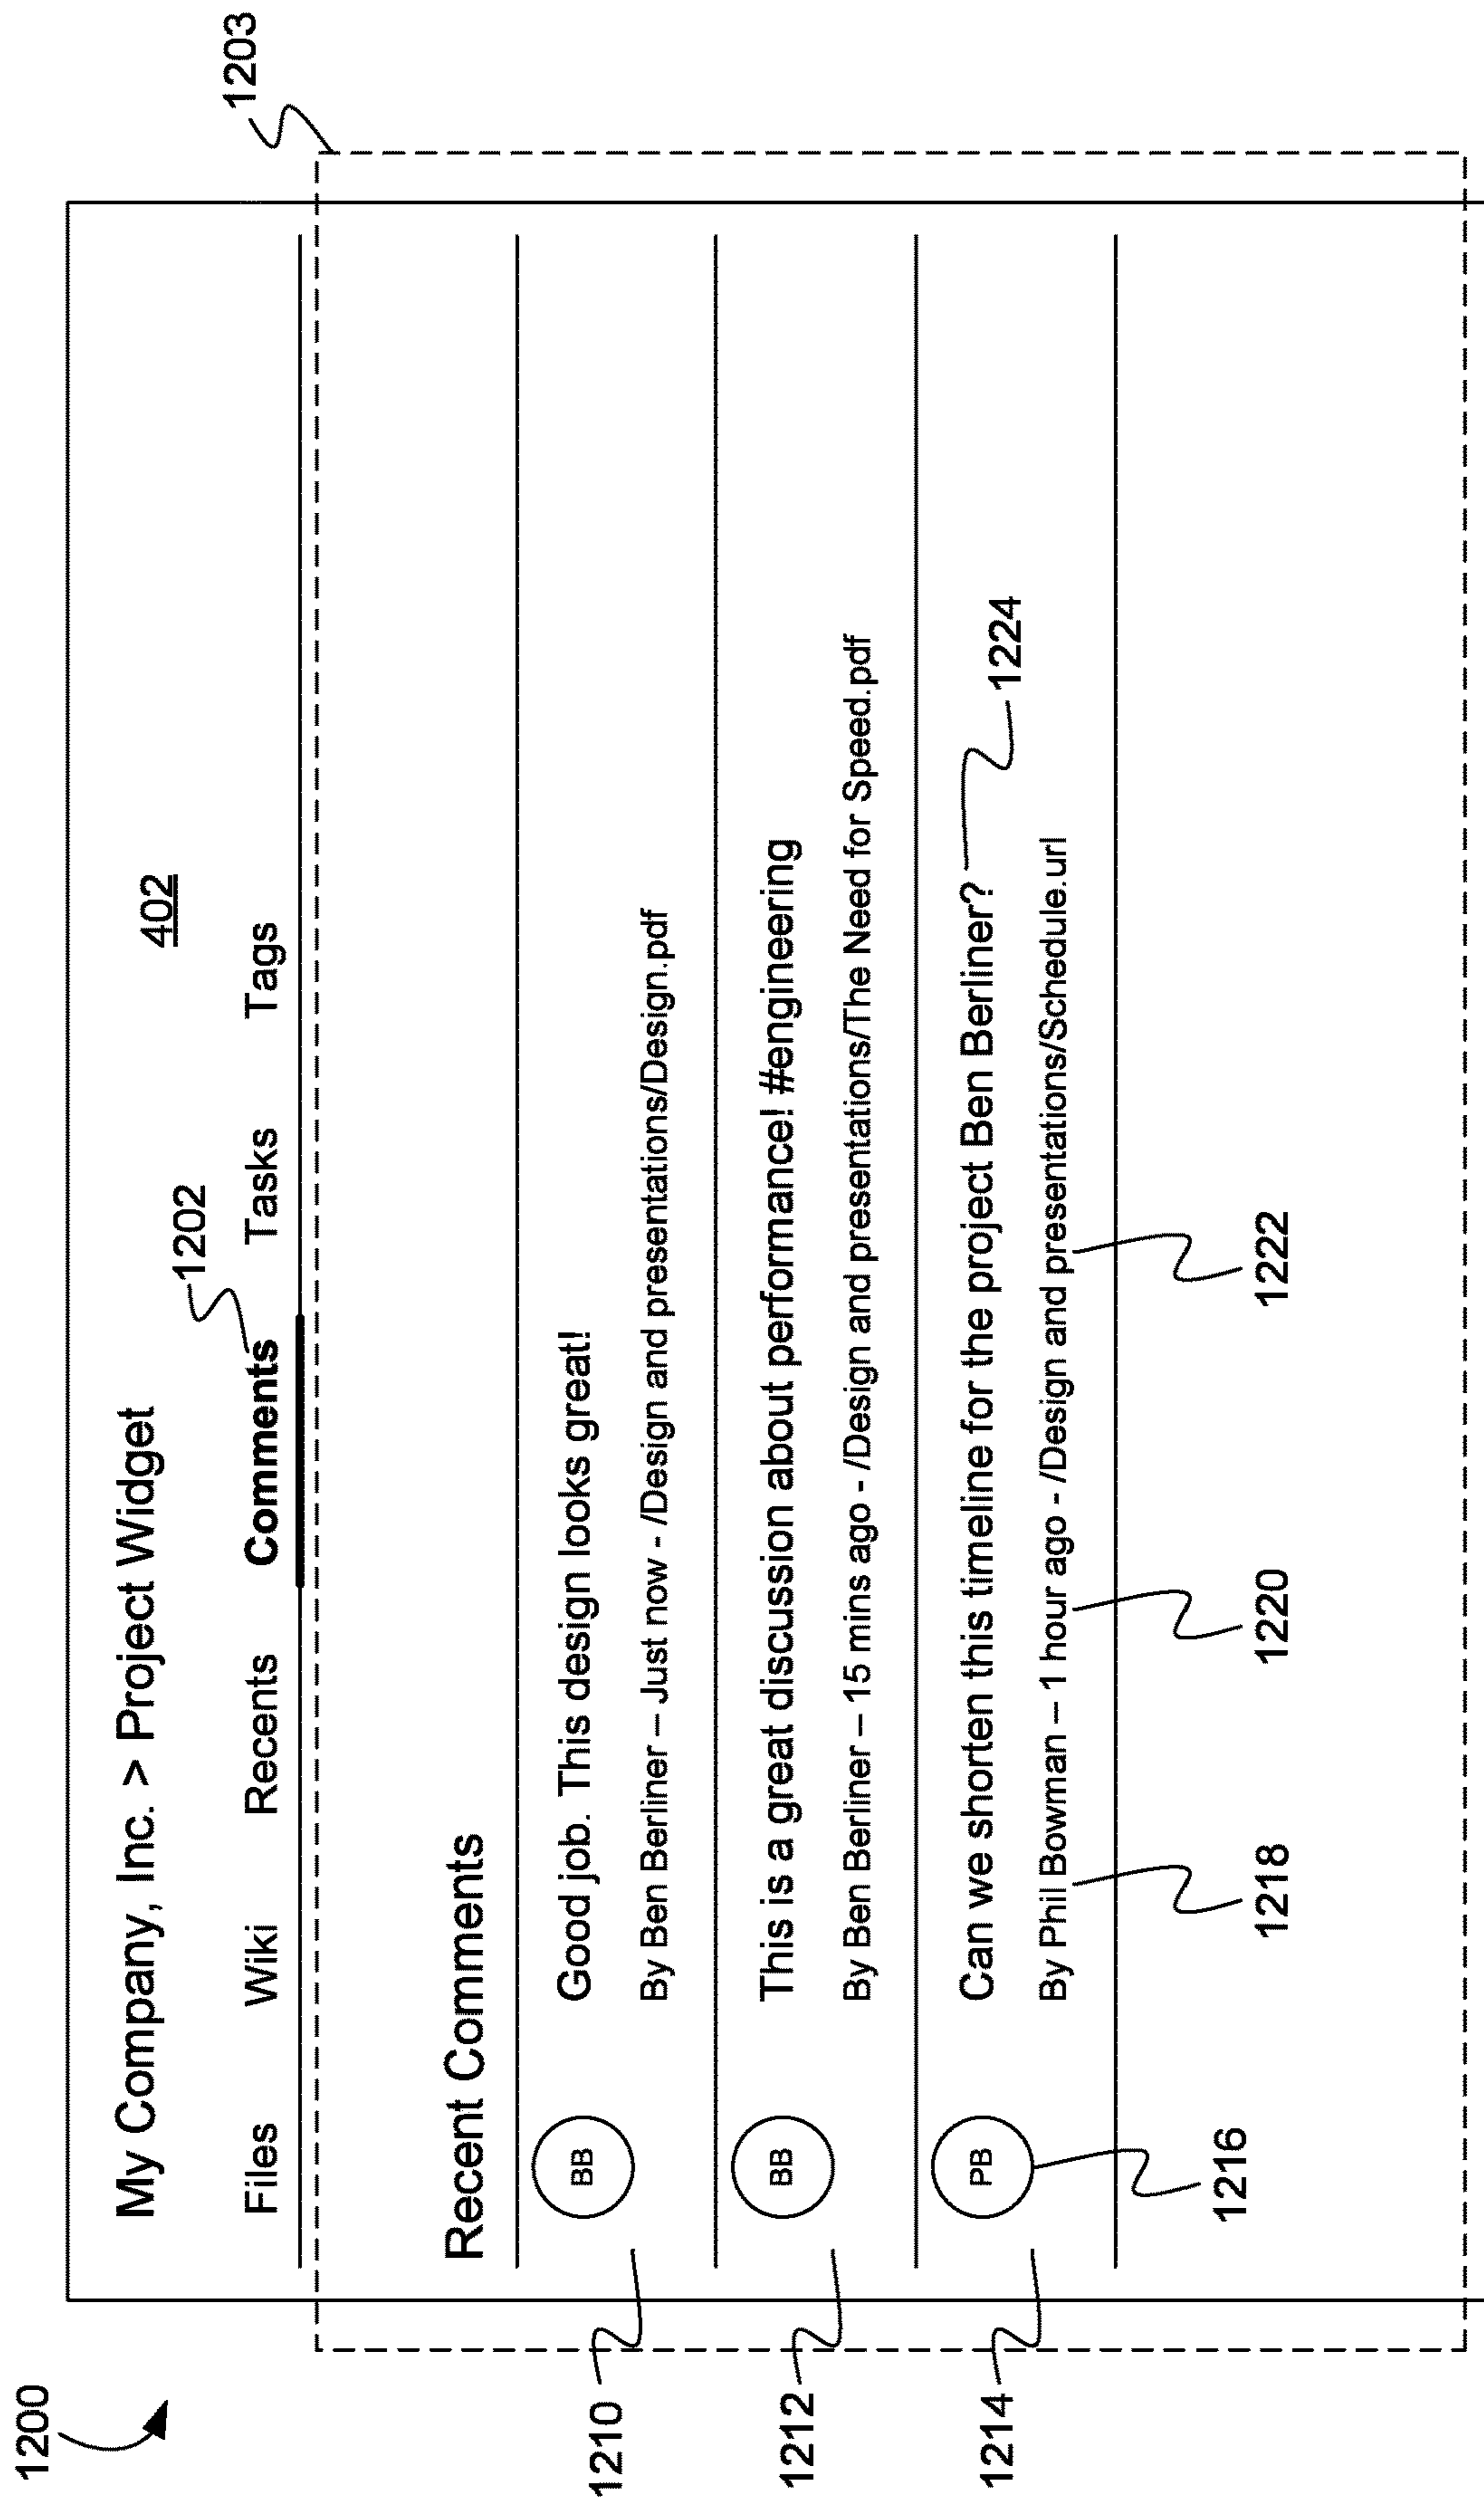 1200
My Company, Inc. > Project Widget
402
1202
1203
Files Wiki Recents Comments Tasks Tags
Recent Comments
1210
BB
Good job. This design looks great!
By Ben Berliner – Just now - /Design and presentations/Design.pdf
1212
BB
This is a great discussion about performance! #engineering
By Ben Berliner – 15 mins ago - /Design and presentations/The Need for Speed.pdf
1214
PB
Can we shorten this timeline for the project Ben Berliner?
1224
By Phil Bowman – 1 hour ago - /Design and presentations/Schedule.url
1216
1218
1220
1222